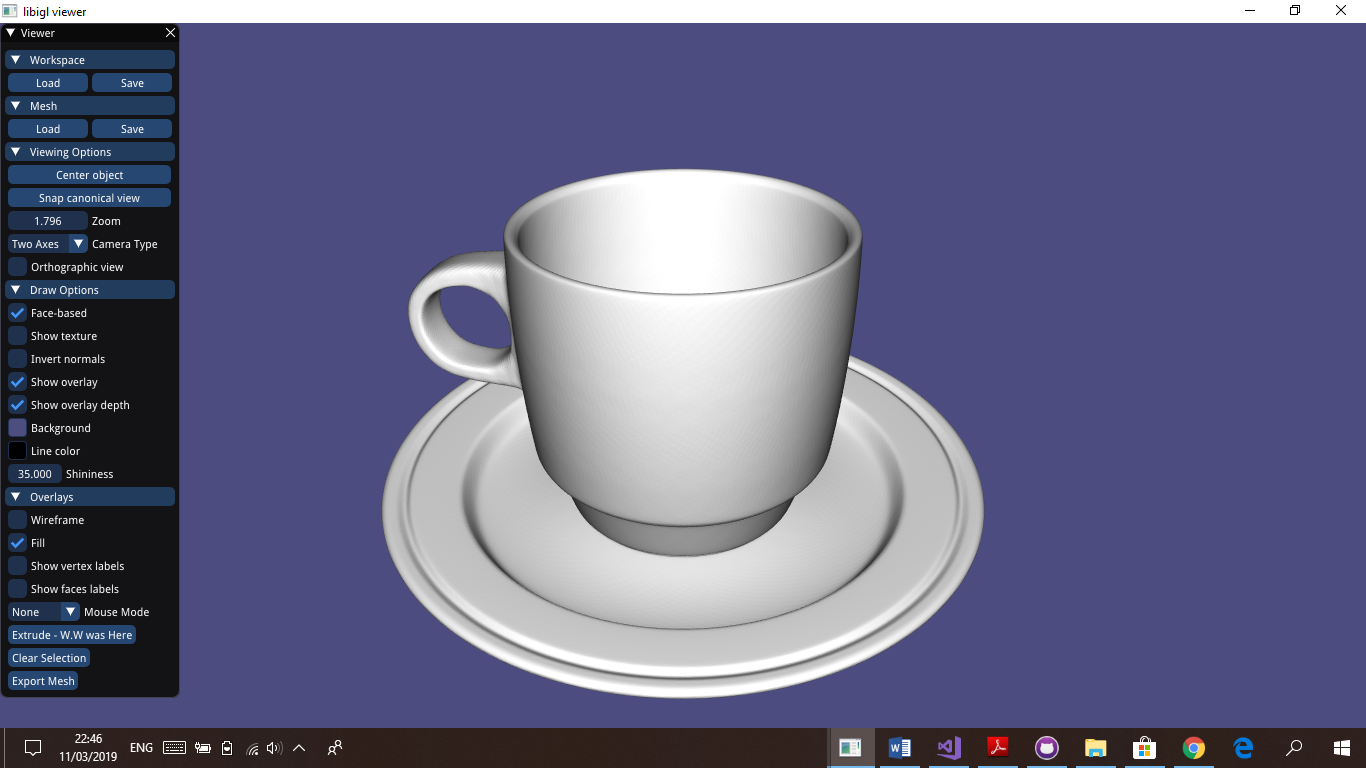 libigl viewer
Viewer
Workspace
Load Save
Mesh
Load Save
Viewing Options
Center object
Snap canonical view
1.796 Zoom
Two Axes Camera Type
Orthographic view
Draw Options
Face-based
Show texture
Invert normals
Show overlay
Show overlay depth
Background
Line color
35.000 Shininess
Overlays
Wireframe
Fill
Show vertex labels
Show faces labels
None Mouse Mode
Extrude - W.W was Here
Clear Selection
Export Mesh
22:46
11/03/2019
ENG